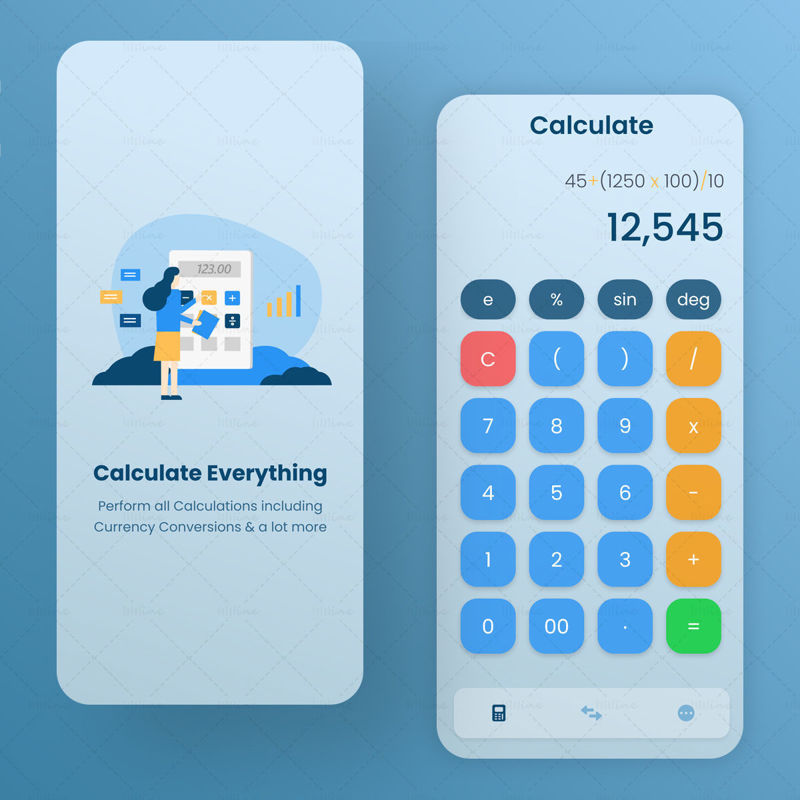 123.00
Calculate Everything
Perform all Calculations including
Currency Conversions & a lot more
Calculate
45+(1250 x 100)/10
12,545
e % sin deg
C ( ) /
7 8 9 x
4 5 6 -
1 2 3 +
0 00 . =